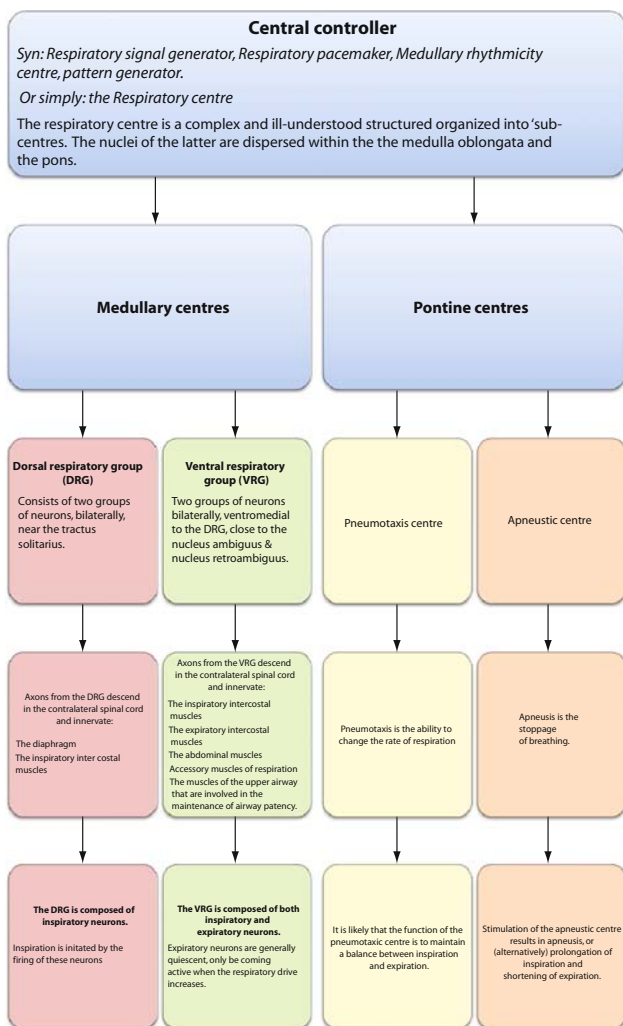 Central controller
Syn: Respiratory signal generator, Respiratory pacemaker, Medullary rhythmicity
centre, pattern generator.
Or simply: the Respiratory centre
The respiratory centre is a complex and ill-understood structured organized into ‘sub-
centres. The nuclei of the latter are dispersed within the the medulla oblongata and
the pons.
Medullary centres
Pontine centres
Dorsal respiratory group
(DRG)
Consists of two groups
of neurons, bilaterally,
near the tractus
solitarius.
Ventral respiratory
group (VRG)
Two groups of neurons
bilaterally, ventromedial
to the DRG, close to the
nucleus ambiguus &
nucleus retroambiguus.
Pneumotaxis centre
Apneustic centre
Axons from the DRG descend
in the contralateral spinal cord
and innervate:
The diaphragm
The inspiratory inter costal
muscles
Axons from the VRG descend
in the contralateral spinal cord
and innervate:
The inspiratory intercostal
muscles
The expiratory intercostal
muscles
The abdominal muscles
Accessory muscles of respiration
The muscles of the upper airway
that are involved in the
maintenance of airway patency.
Pneumotaxis is the ability to
change the rate of respiration
Apneusis is the
stoppage
of breathing.
The DRG is composed of
inspiratory neurons.
Inspiration is initated by the
firing of these neurons
The VRG is composed of both
inspiratory and
expiratory neurons.
Expiratory neurons are generally
quiescent, only be coming
active when the respiratory drive
increases.
It is likely that the function of the
pneumotaxic centre is to maintain
a balance between inspiration
and expiration.
Stimulation of the apneustic centre
results in apneusis, or
(alternatively) prolongation of
inspiration and
shortening of expiration.